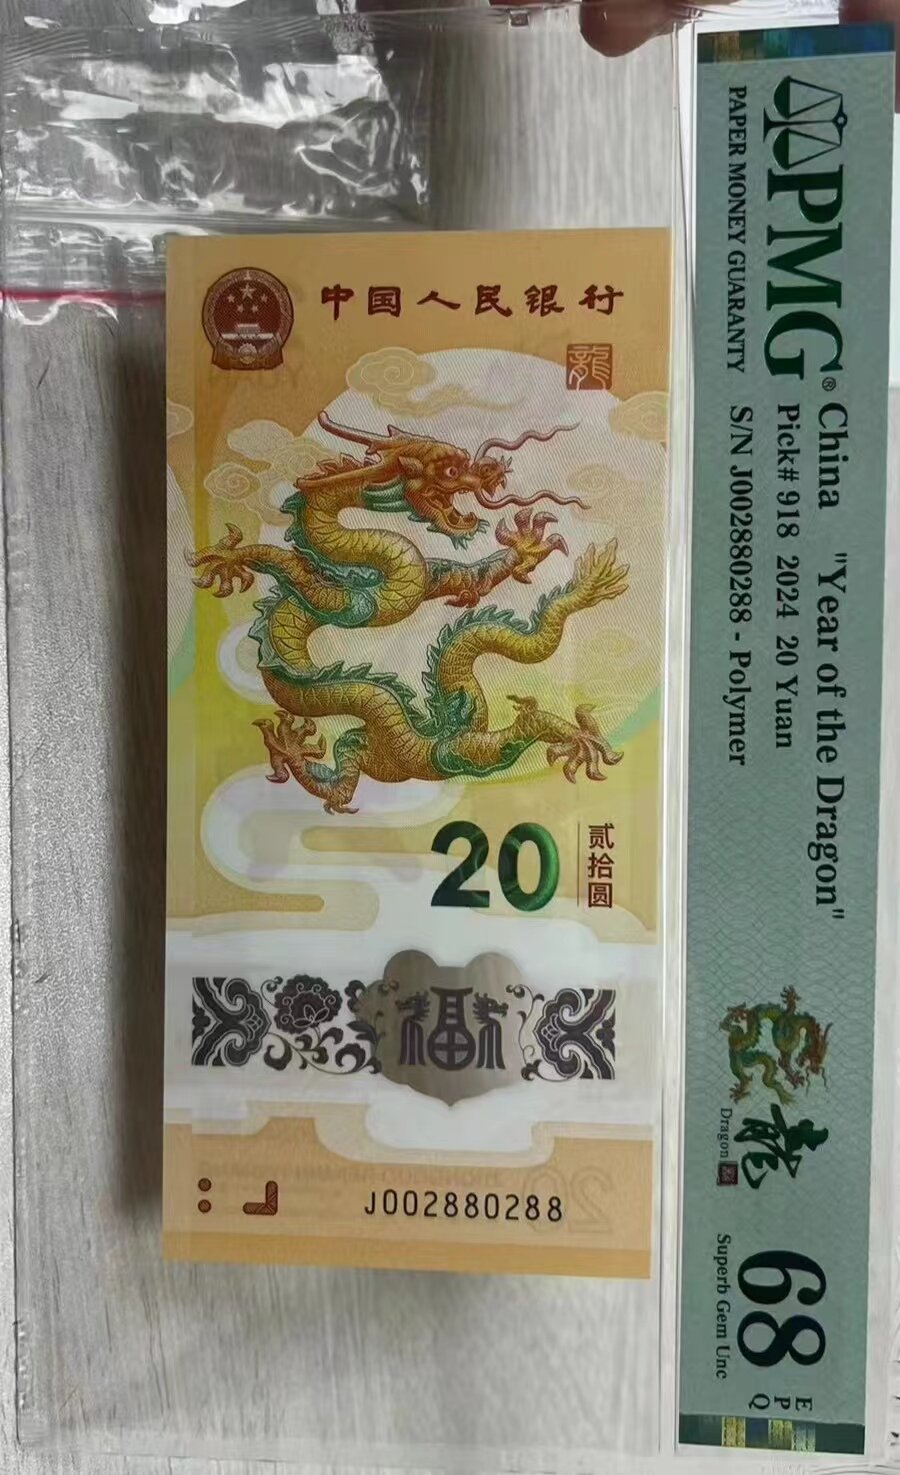 中国人民银行
龍
20
贰拾圆
福
J002880288
PMG®
PAPER MONEY GUARANTY
China "Year of the Dragon"
Pick# 918 2024 20 Yuan
S/N J002880288 - Polymer
龍
Dragon
68
EPQ
Superb Gem Unc